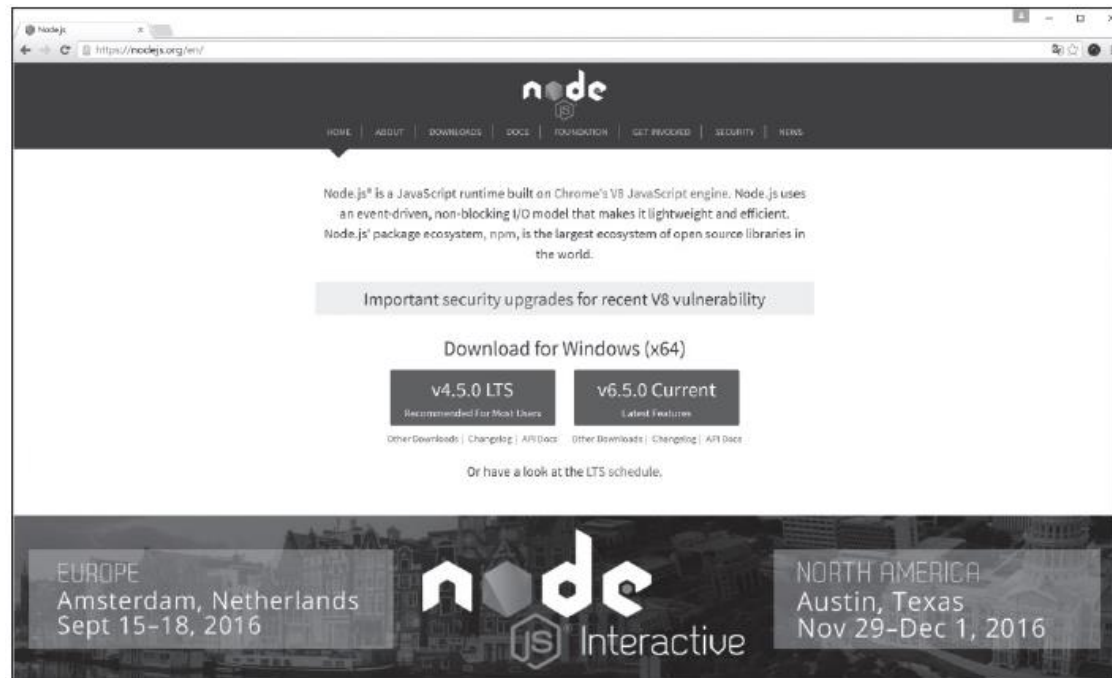 Node.js
https://nodejs.org/en/
node
JS
HOME | ABOUT | DOWNLOADS | DOCS | FOUNDATION | GET INVOLVED | SECURITY | NEWS
Node.js® is a JavaScript runtime built on Chrome's V8 JavaScript engine. Node.js uses
an event-driven, non-blocking I/O model that makes it lightweight and efficient.
Node.js' package ecosystem, npm, is the largest ecosystem of open source libraries in
the world.
Important security upgrades for recent V8 vulnerability
Download for Windows (x64)
v4.5.0 LTS
Recommended For Most Users
v6.5.0 Current
Latest Features
Other Downloads | Changelog | API Docs
Other Downloads | Changelog | API Docs
Or have a look at the LTS schedule.
EUROPE
Amsterdam, Netherlands
Sept 15–18, 2016
node
JS Interactive
NORTH AMERICA
Austin, Texas
Nov 29–Dec 1, 2016